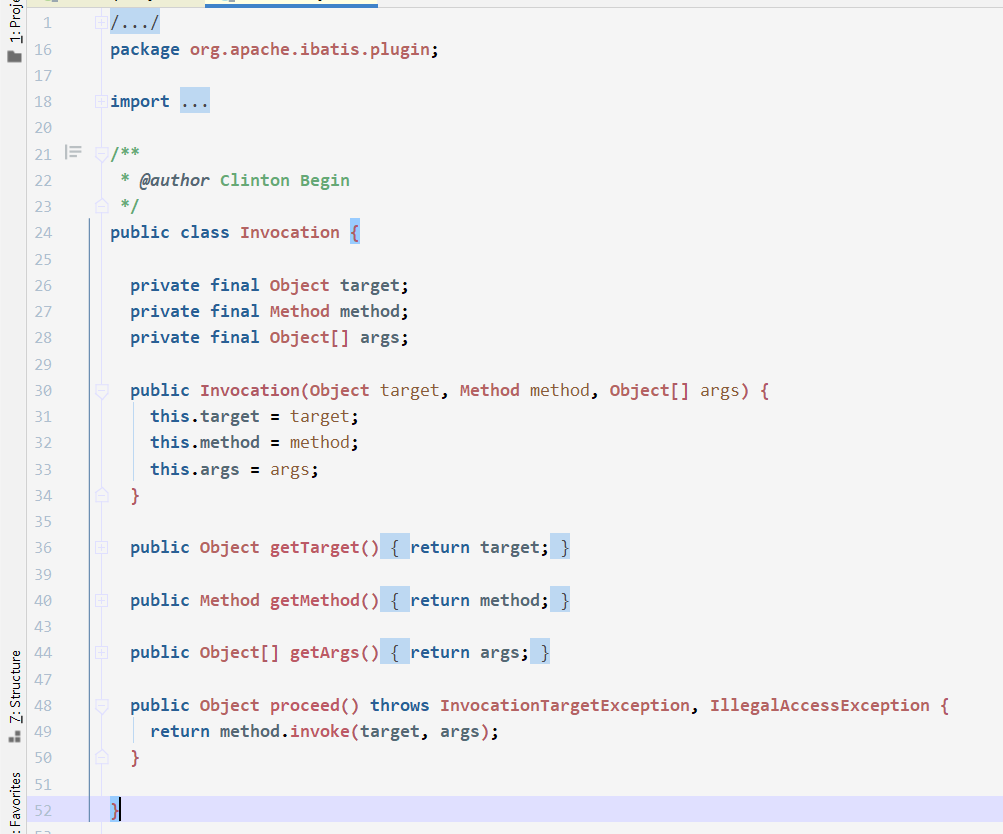 1 /.../
16 package org.apache.ibatis.plugin;
17
18 import ...
20
21 /**
22  * @author Clinton Begin
23  */
24 public class Invocation {
25
26   private final Object target;
27   private final Method method;
28   private final Object[] args;
29
30   public Invocation(Object target, Method method, Object[] args) {
31     this.target = target;
32     this.method = method;
33     this.args = args;
34   }
35
36   public Object getTarget() { return target; }
39
40   public Method getMethod() { return method; }
43
44   public Object[] getArgs() { return args; }
47
48   public Object proceed() throws InvocationTargetException, IllegalAccessException {
49     return method.invoke(target, args);
50   }
51
52 }
7: Structure
Favorites